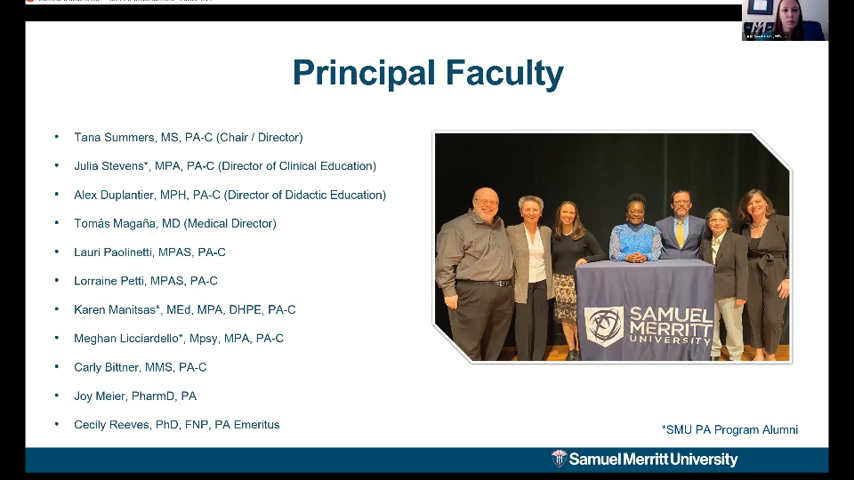 Principal Faculty
• Tana Summers, MS, PA-C (Chair / Director)
• Julia Stevens*, MPA, PA-C (Director of Clinical Education)
• Alex Duplantier, MPH, PA-C (Director of Didactic Education)
• Tomás Magaña, MD (Medical Director)
• Lauri Paolinetti, MPAS, PA-C
• Lorraine Petti, MPAS, PA-C
• Karen Manitsas*, MEd, MPA, DHPE, PA-C
• Meghan Licciardello*, Mpsy, MPA, PA-C
• Carly Bittner, MMS, PA-C
• Joy Meier, PharmD, PA
• Cecily Reeves, PhD, FNP, PA Emeritus
SAMUEL
MERRITT
UNIVERSITY
*SMU PA Program Alumni
Samuel Merritt University